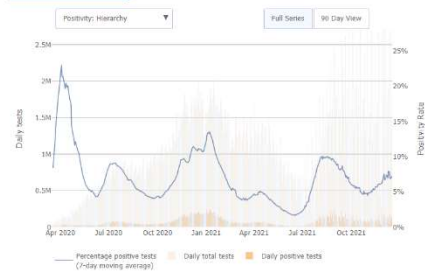 Positivity: Hierarchy
Full Series
90 Day View
2.5M
2M
1.5M
1M
0.5M
0
Daily tests
25%
20%
15%
10%
5%
0%
Positivity Rate
Apr 2020
Jul 2020
Oct 2020
Jan 2021
Apr 2021
Jul 2021
Oct 2021
Percentage positive tests
(7-day moving average)
Daily total tests
Daily positive tests